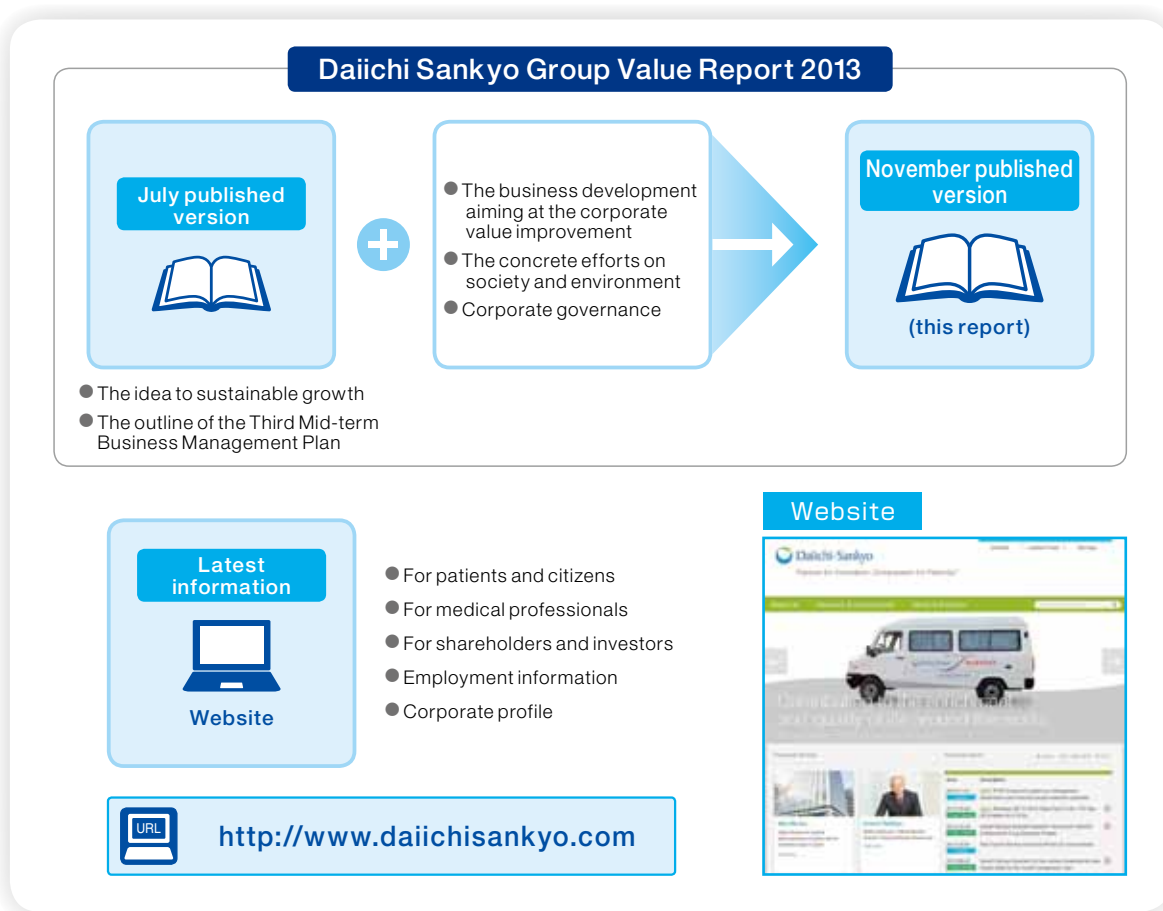 Daiichi Sankyo Group Value Report 2013
July published
version
The idea to sustainable growth
The outline of the Third Mid-term
Business Management Plan
The business development
aiming at the corporate
value improvement
The concrete efforts on
society and environment
Corporate governance
November published
version
(this report)
Latest
information
Website
For patients and citizens
For medical professionals
For shareholders and investors
Employment information
Corporate profile
URL
http://www.daiichisankyo.com
Website
Daiichi-Sankyo